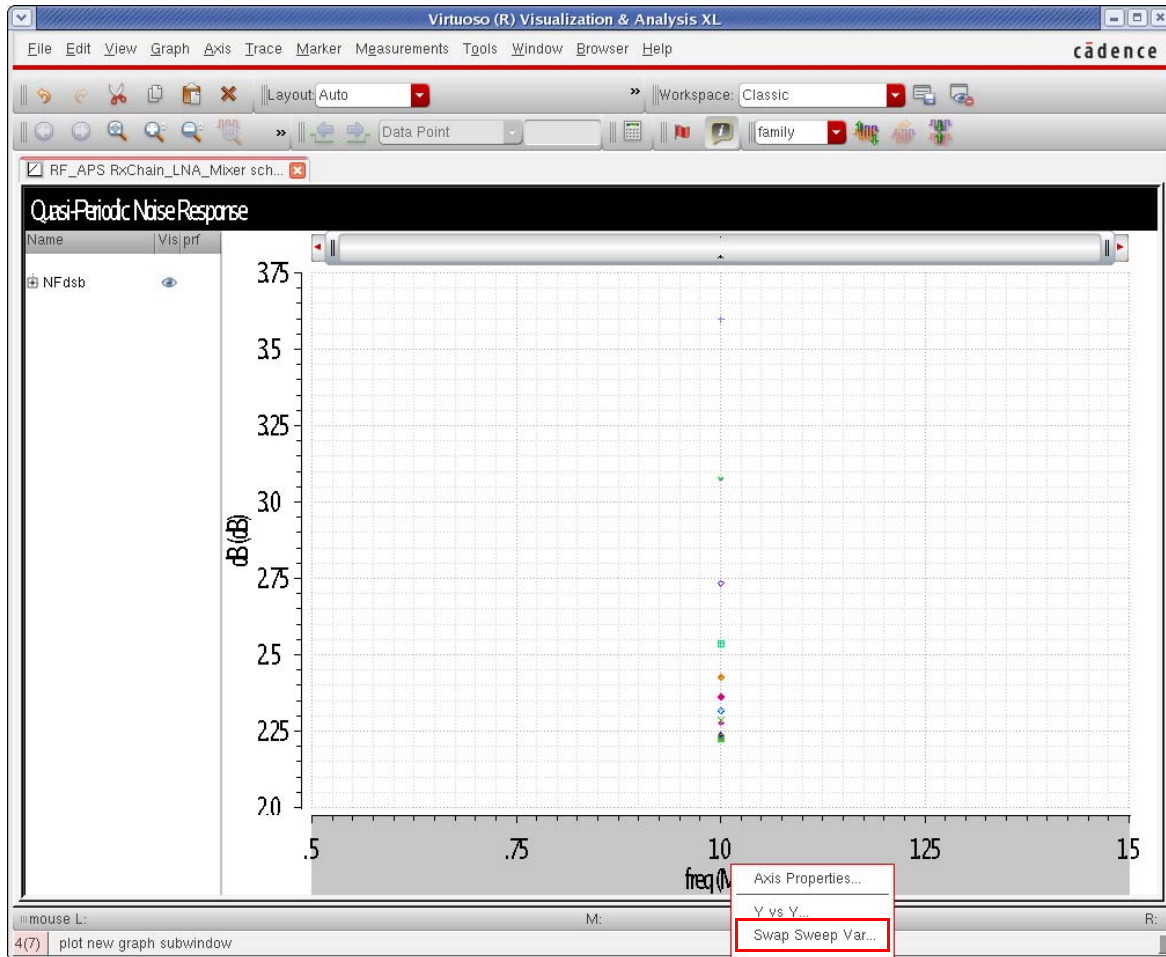 Virtuoso (R) Visualization & Analysis XL
File Edit View Graph Axis Trace Marker Measurements Tools Window Browser Help
cādence
Layout: Auto
» Workspace: Classic
» Data Point
family
RF_APS RxChain_LNA_Mixer sch...
Quasi-Periodic Noise Response
Name Vis prf
NFdsb
3.75
3.5
3.25
3.0
2.75
2.5
2.25
2.0
dB (dB)
.5 .75 1.0 1.25 1.5
freq (M
Axis Properties...
Y vs Y...
Swap Sweep Var...
mouse L: M: R:
4(7) plot new graph subwindow